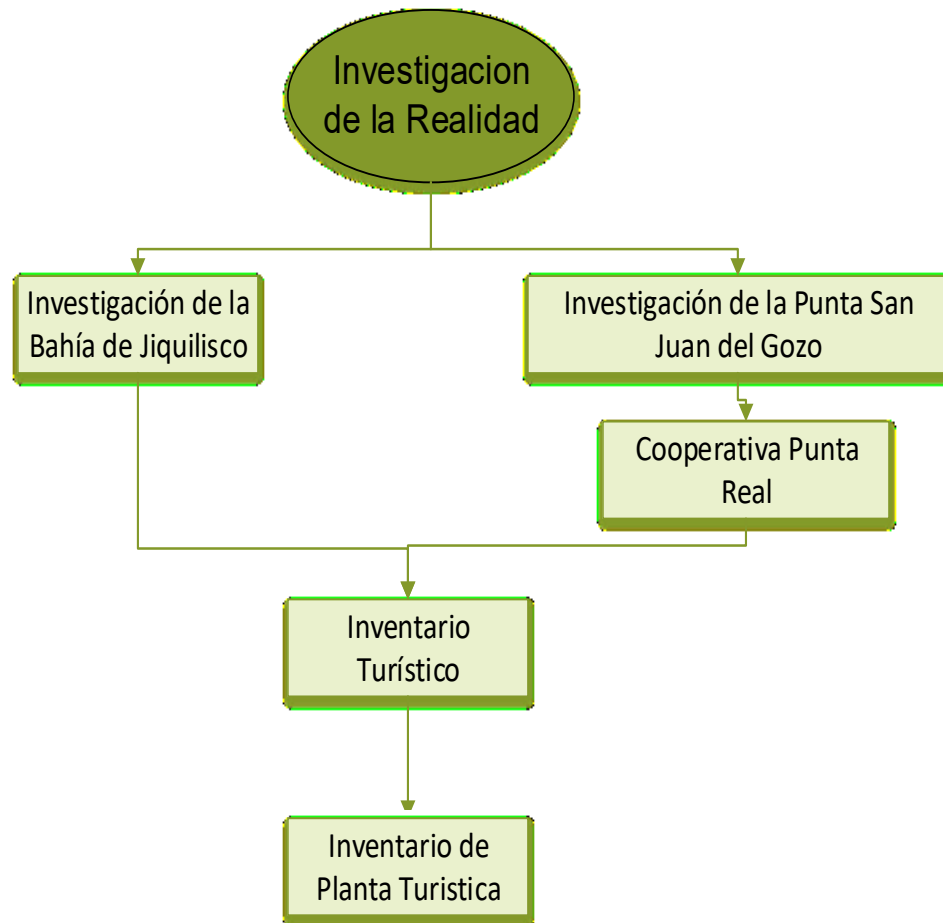 Investigacion
de la Realidad
Investigación de la
Bahía de Jiquilisco
Investigación de la Punta San
Juan del Gozo
Cooperativa Punta
Real
Inventario
Turístico
Inventario de
Planta Turistica